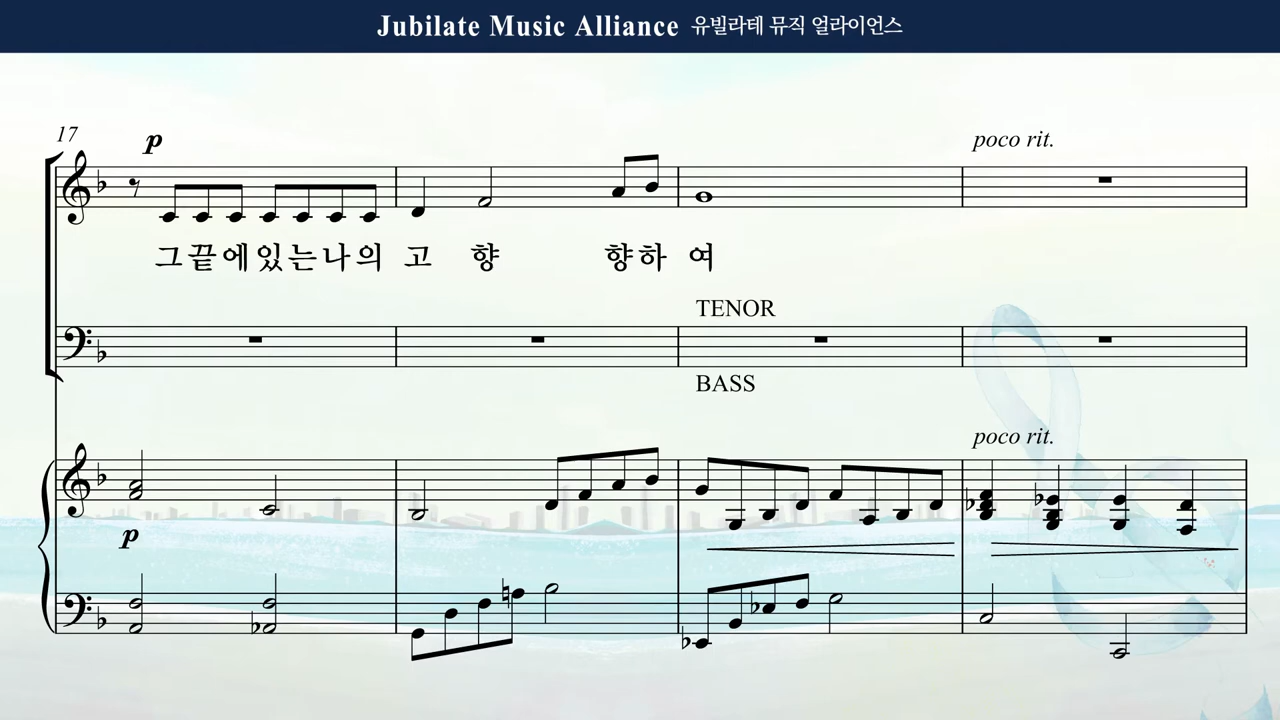 Jubilate Music Alliance 유빌라테 뮤직 얼라이언스
17
p
poco rit.
그끝에있는나의 고 향 향하 여
TENOR
BASS
poco rit.
p